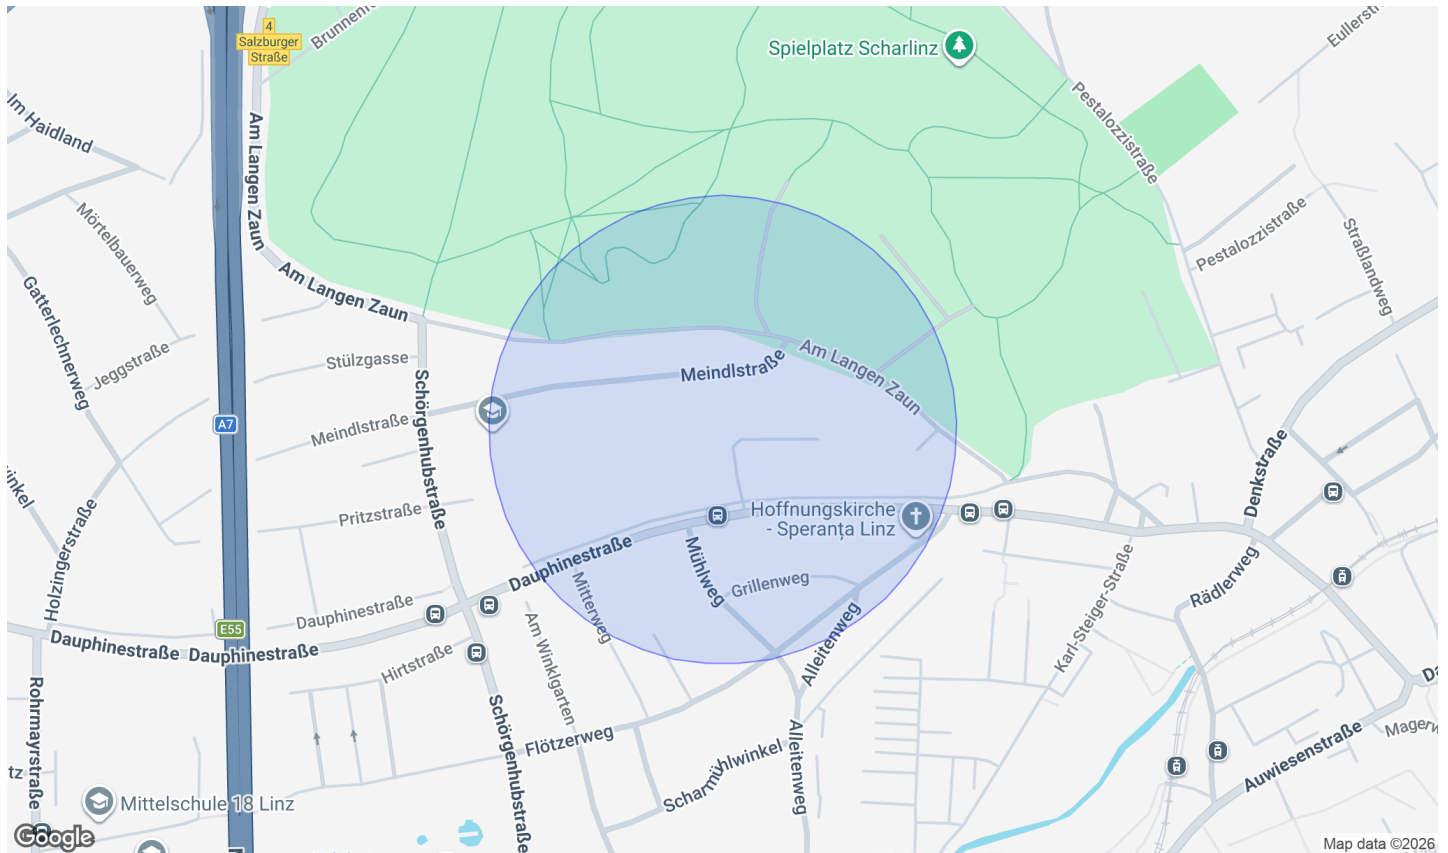 4
Salzburger
Straße
Brunnenf
Spielplatz Scharlinz
Eullerstr
Im Haidland
Am Langen Zaun
Pestalozzistraße
Mörtelbauerweg
Pestalozzistraße
Straßlandweg
Gatterlechnerweg
Am Langen Zaun
Jeggstraße
Stülzgasse
Meindlstraße
Am Langen Zaun
Schörgenhubstraße
Meindlstraße
A7
Denkstraße
Holzingerstraße
Pritzstraße
Hoffnungskirche
- Speranța Linz
Dauphinestraße
Mühlweg
Grillenweg
Mitterweg
Rädlerweg
Karl-Steiger-Straße
Dauphinestraße
E55
Dauphinestraße
Dauphinestraße
Hirtstraße
Am Winklgarten
Alleitenweg
Rohrmayrstraße
Schörgenhubstraße
Flötzerweg
Scharmühlwinkel
Alleitenweg
Auwiesenstraße
Magerw
tz
Mittelschule 18 Linz
Google
Map data ©2026